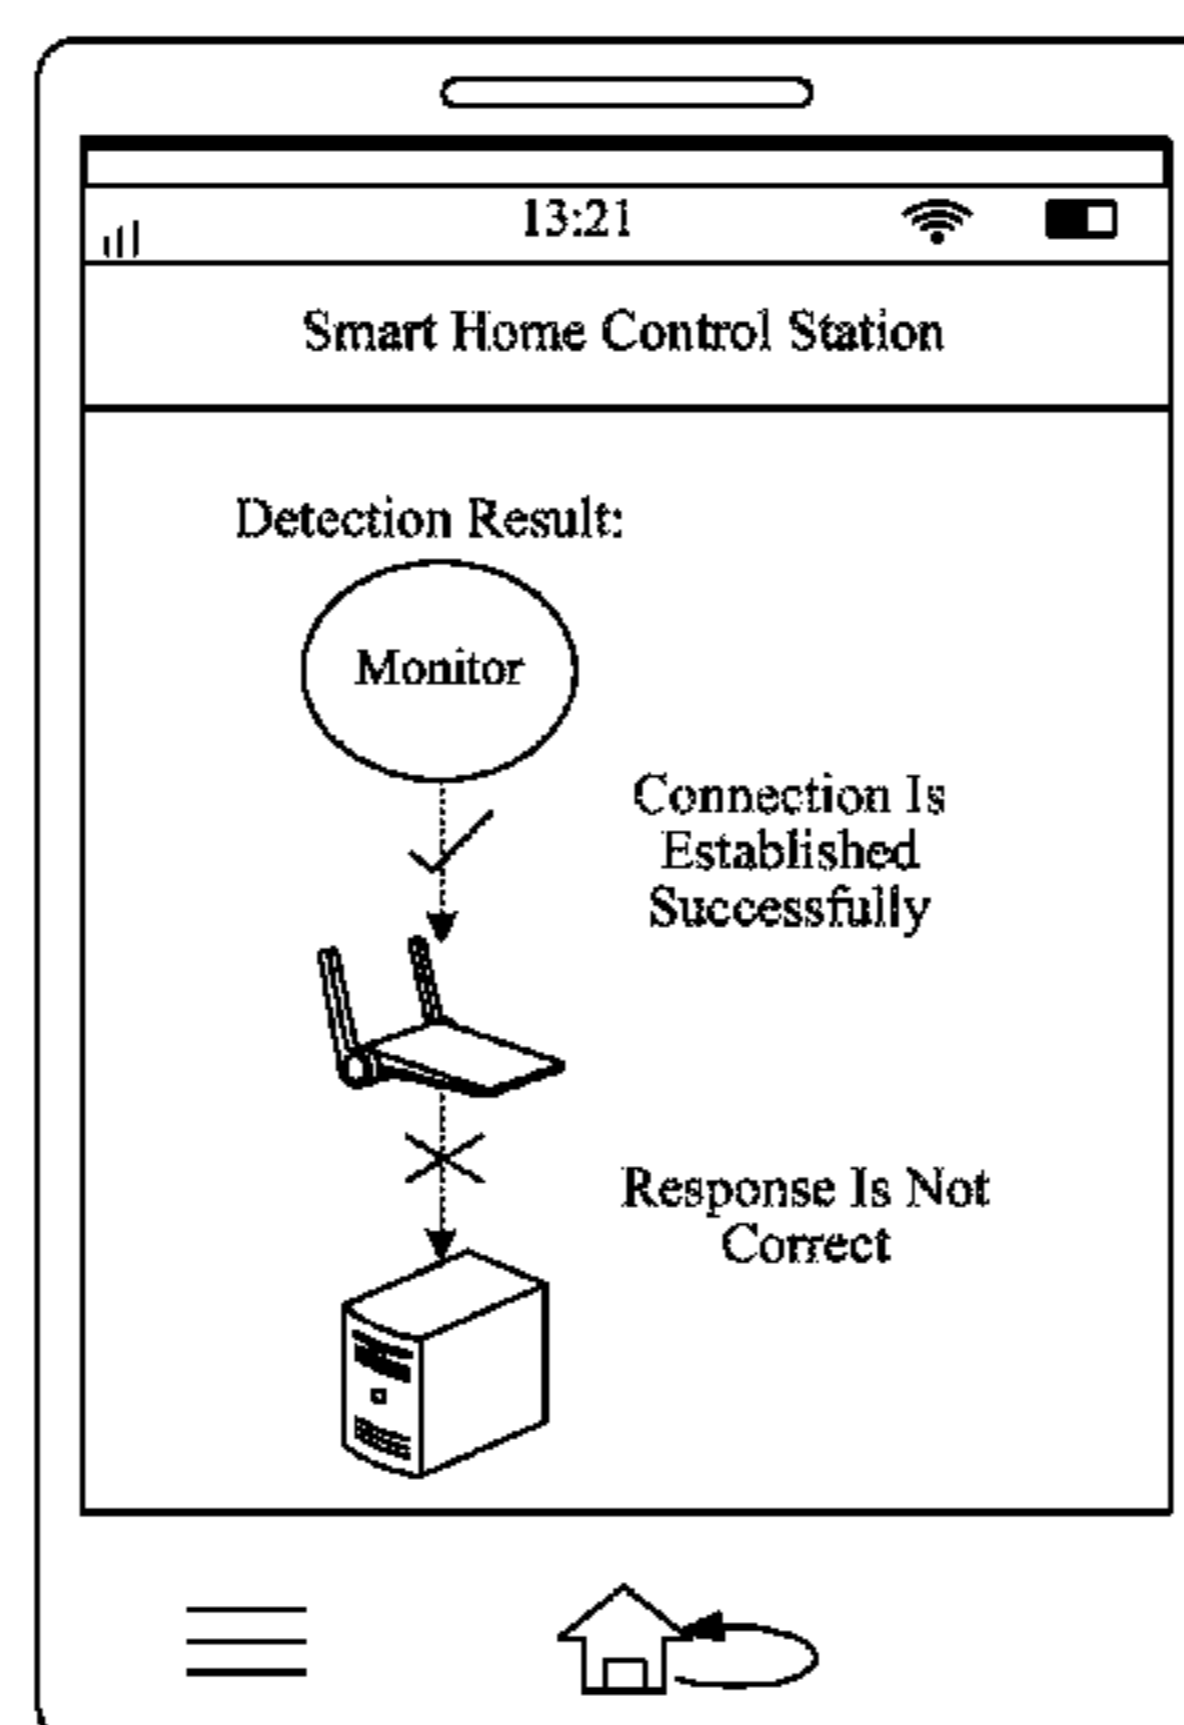 13:21
Smart Home Control Station
Detection Result:
Monitor
Connection Is
Established
Successfully
Response Is Not
Correct